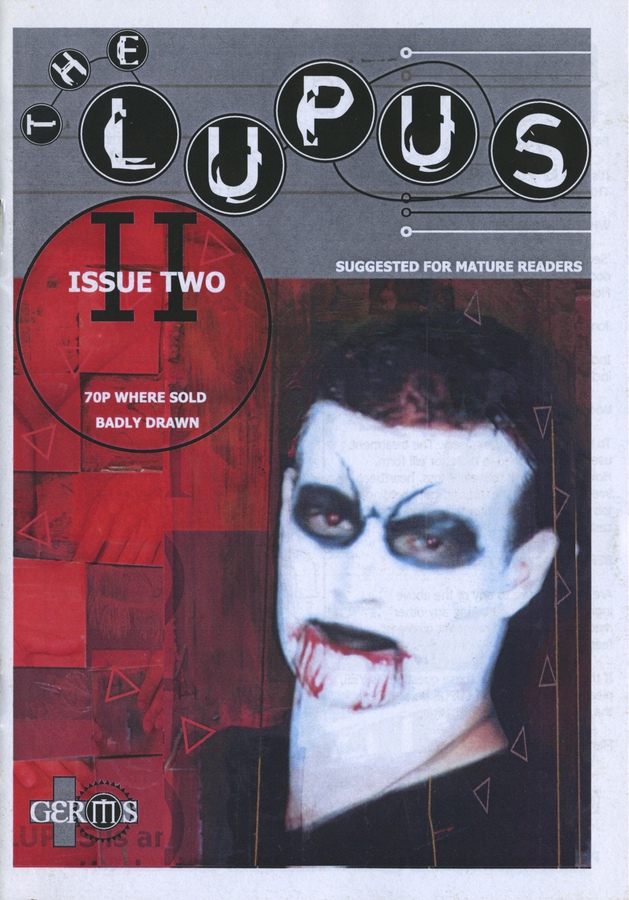 THE
LUPUS
II
ISSUE TWO
SUGGESTED FOR MATURE READERS
70P WHERE SOLD
BADLY DRAWN
GERMS